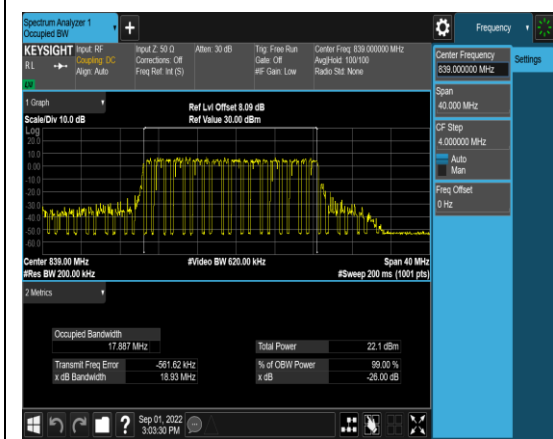 Spectrum Analyzer 1
Occupied BW
Frequency
KEYSIGHT
RL
Input: RF
Coupling: DC
Align: Auto
Input Z: 50 Ω
Corrections: Off
Freq Ref: Int (S)
Atten: 30 dB
Trig: Free Run
Gate: Off
#IF Gain: Low
Center Freq: 839.000000 MHz
Avg|Hold: 100/100
Radio Std: None
Center Frequency
839.000000 MHz
Settings
Span
40.000 MHz
CF Step
4.000000 MHz
Auto
Man
Freq Offset
0 Hz
1 Graph
Scale/Div 10.0 dB
Ref Lvl Offset 8.09 dB
Ref Value 30.00 dBm
Log
20.0
10.0
0.00
-10.0
-20.0
-30.0
-40.0
-50.0
-60.0
Center 839.00 MHz
#Res BW 200.00 kHz
#Video BW 620.00 kHz
Span 40 MHz
#Sweep 200 ms (1001 pts)
2 Metrics
Occupied Bandwidth
17.887 MHz
Total Power 22.1 dBm
Transmit Freq Error -561.62 kHz
% of OBW Power 99.00 %
x dB Bandwidth 18.93 MHz
x dB -26.00 dB
?
Sep 01, 2022
3:03:30 PM